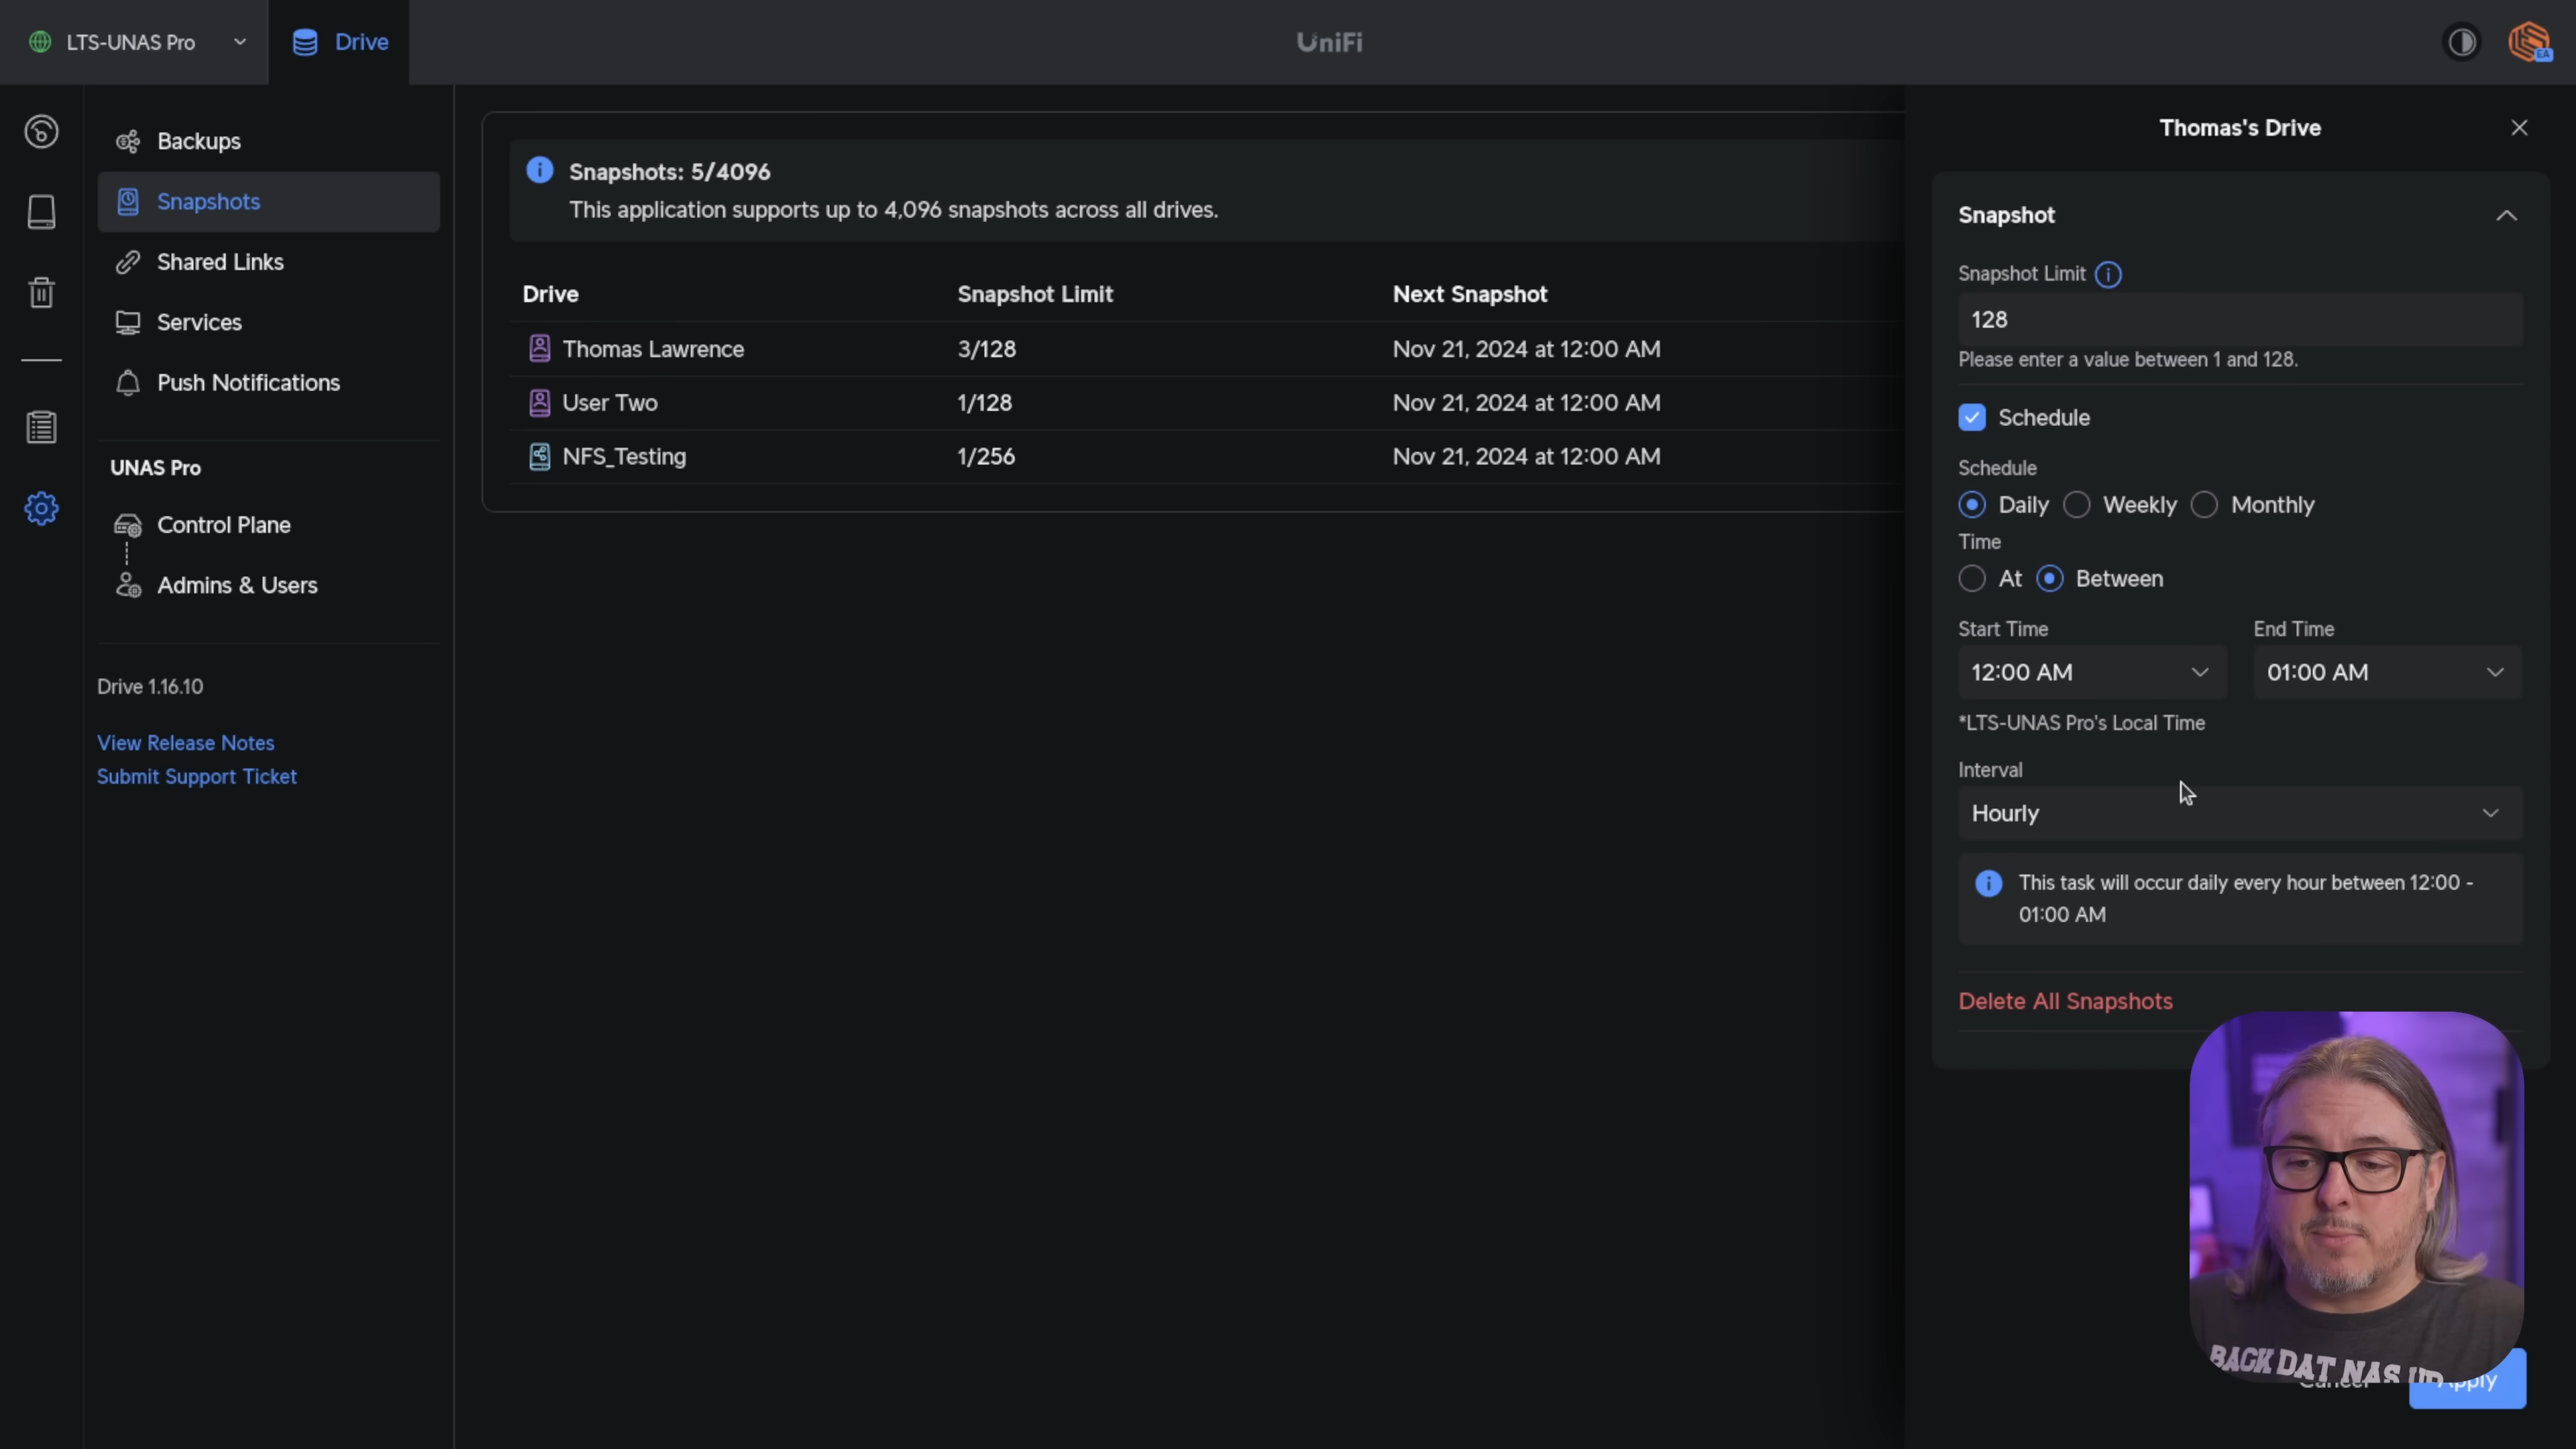 LTS-UNAS Pro
Drive
UniFi
EA
Backups
Snapshots
Shared Links
Services
Push Notifications
UNAS Pro
Control Plane
Admins & Users
Drive 1.16.10
View Release Notes
Submit Support Ticket
Snapshots: 5/4096
This application supports up to 4,096 snapshots across all drives.
Drive Snapshot Limit Next Snapshot
Thomas Lawrence 3/128 Nov 21, 2024 at 12:00 AM
User Two 1/128 Nov 21, 2024 at 12:00 AM
NFS_Testing 1/256 Nov 21, 2024 at 12:00 AM
Thomas's Drive
Snapshot
Snapshot Limit
128
Please enter a value between 1 and 128.
Schedule
Schedule
Daily Weekly Monthly
Time
At Between
Start Time End Time
12:00 AM 01:00 AM
*LTS-UNAS Pro's Local Time
Interval
Hourly
This task will occur daily every hour between 12:00 -
01:00 AM
Delete All Snapshots
BACK DAT NAS UP
Cancel Apply